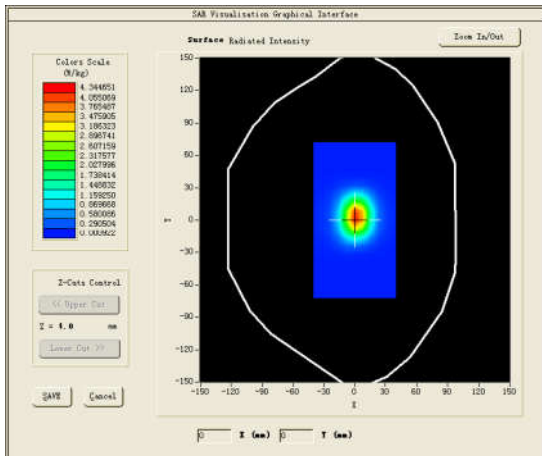 SAR Visualisation Graphical Interface
Surface Radiated Intensity
Zoom In/Out
Colors Scale
(W/kg)
4.344651
4.055069
3.765487
3.475905
3.186323
2.896741
2.607159
2.317577
2.027996
1.738414
1.448832
1.159250
0.869668
0.580086
0.290504
0.000922
150
120
90
60
30
0
-30
-60
-90
-120
-150
Y
-150 -120 -90 -60 -30 0 30 60 90 120 150
X
Z-Cuts Control
<< Upper Cut
Z = 4.0 mm
Lower Cut >>
SAVE Cancel
0 X (mm) 0 Y (mm)